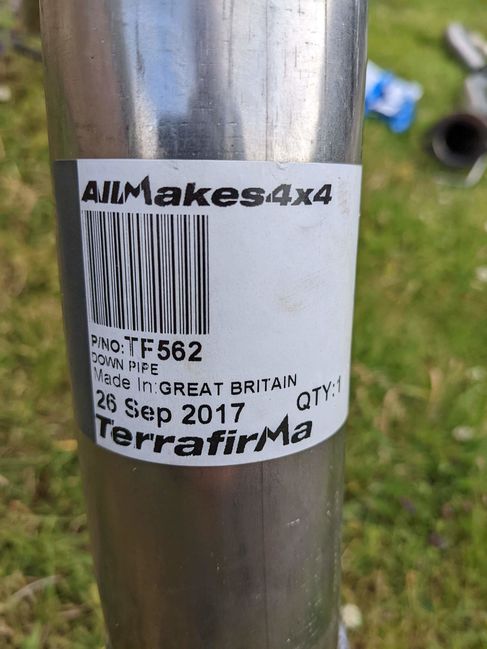 AllMakes4x4
P/NO:TF562
DOWN PIPE
Made In:GREAT BRITAIN
26 Sep 2017 QTY:1
TerrafirMa